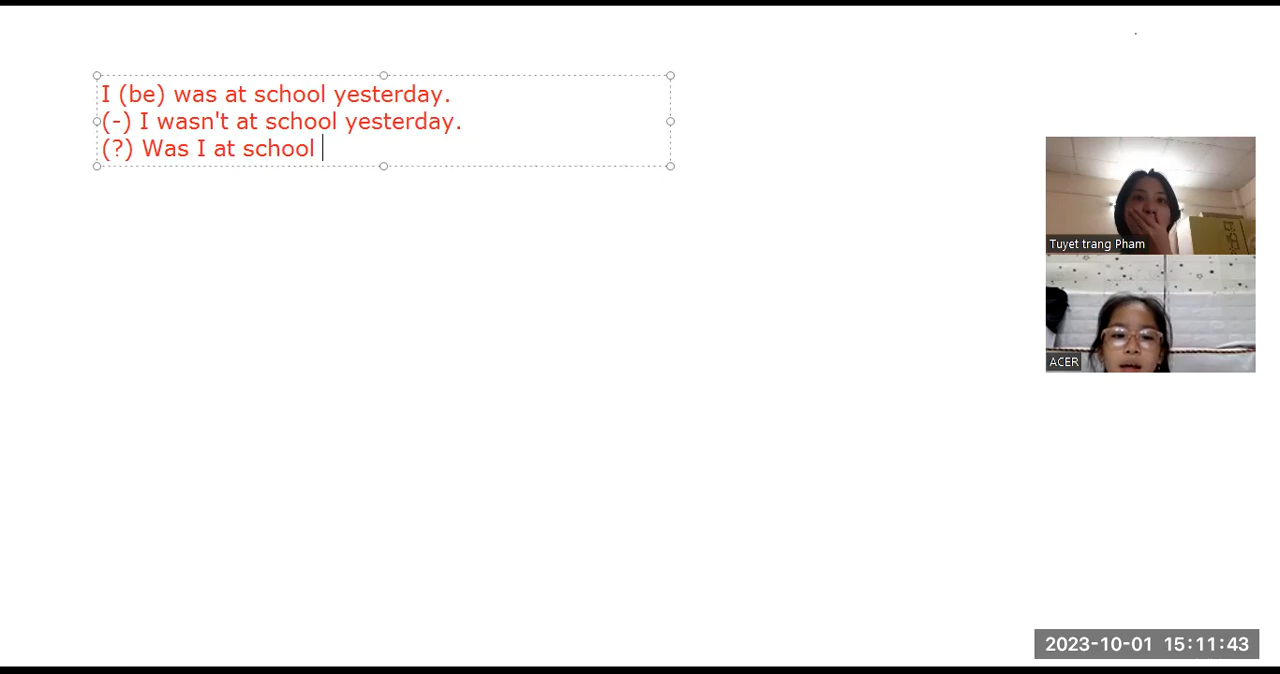 I (be) was at school yesterday.
(-) I wasn't at school yesterday.
(?) Was I at school
Tuyet trang Pham
ACER
2023-10-01 15:11:43